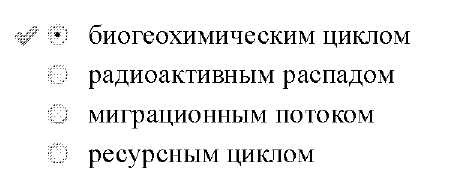 биогеохимическим циклом
радиоактивным распадом
миграционным потоком
ресурсным циклом